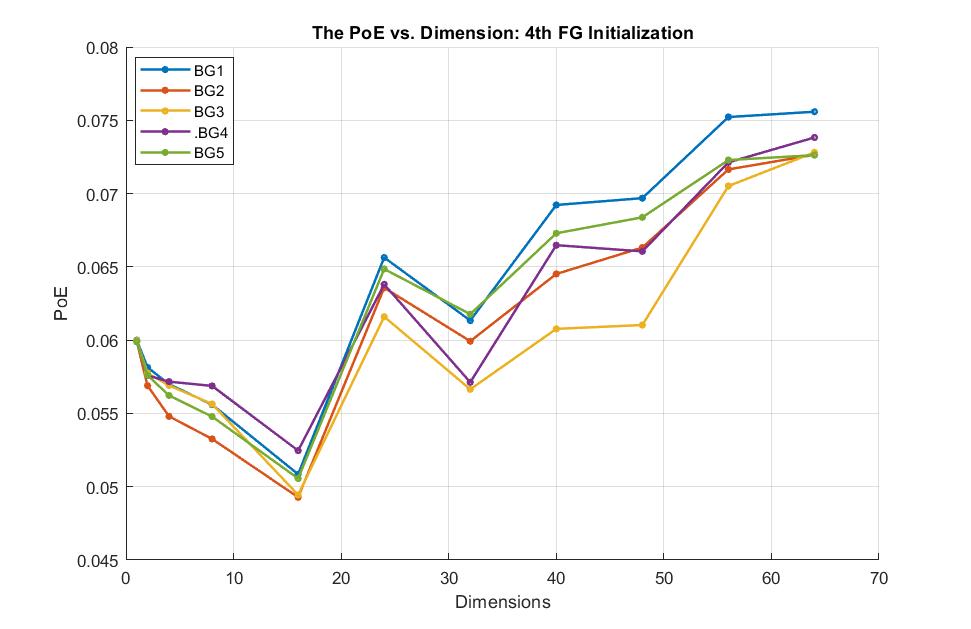 The PoE vs. Dimension: 4th FG Initialization
0.08
0.075
0.07
0.065
0.06
0.055
0.05
0.045
PoE
BG1
BG2
BG3
.BG4
BG5
0 10 20 30 40 50 60 70
Dimensions